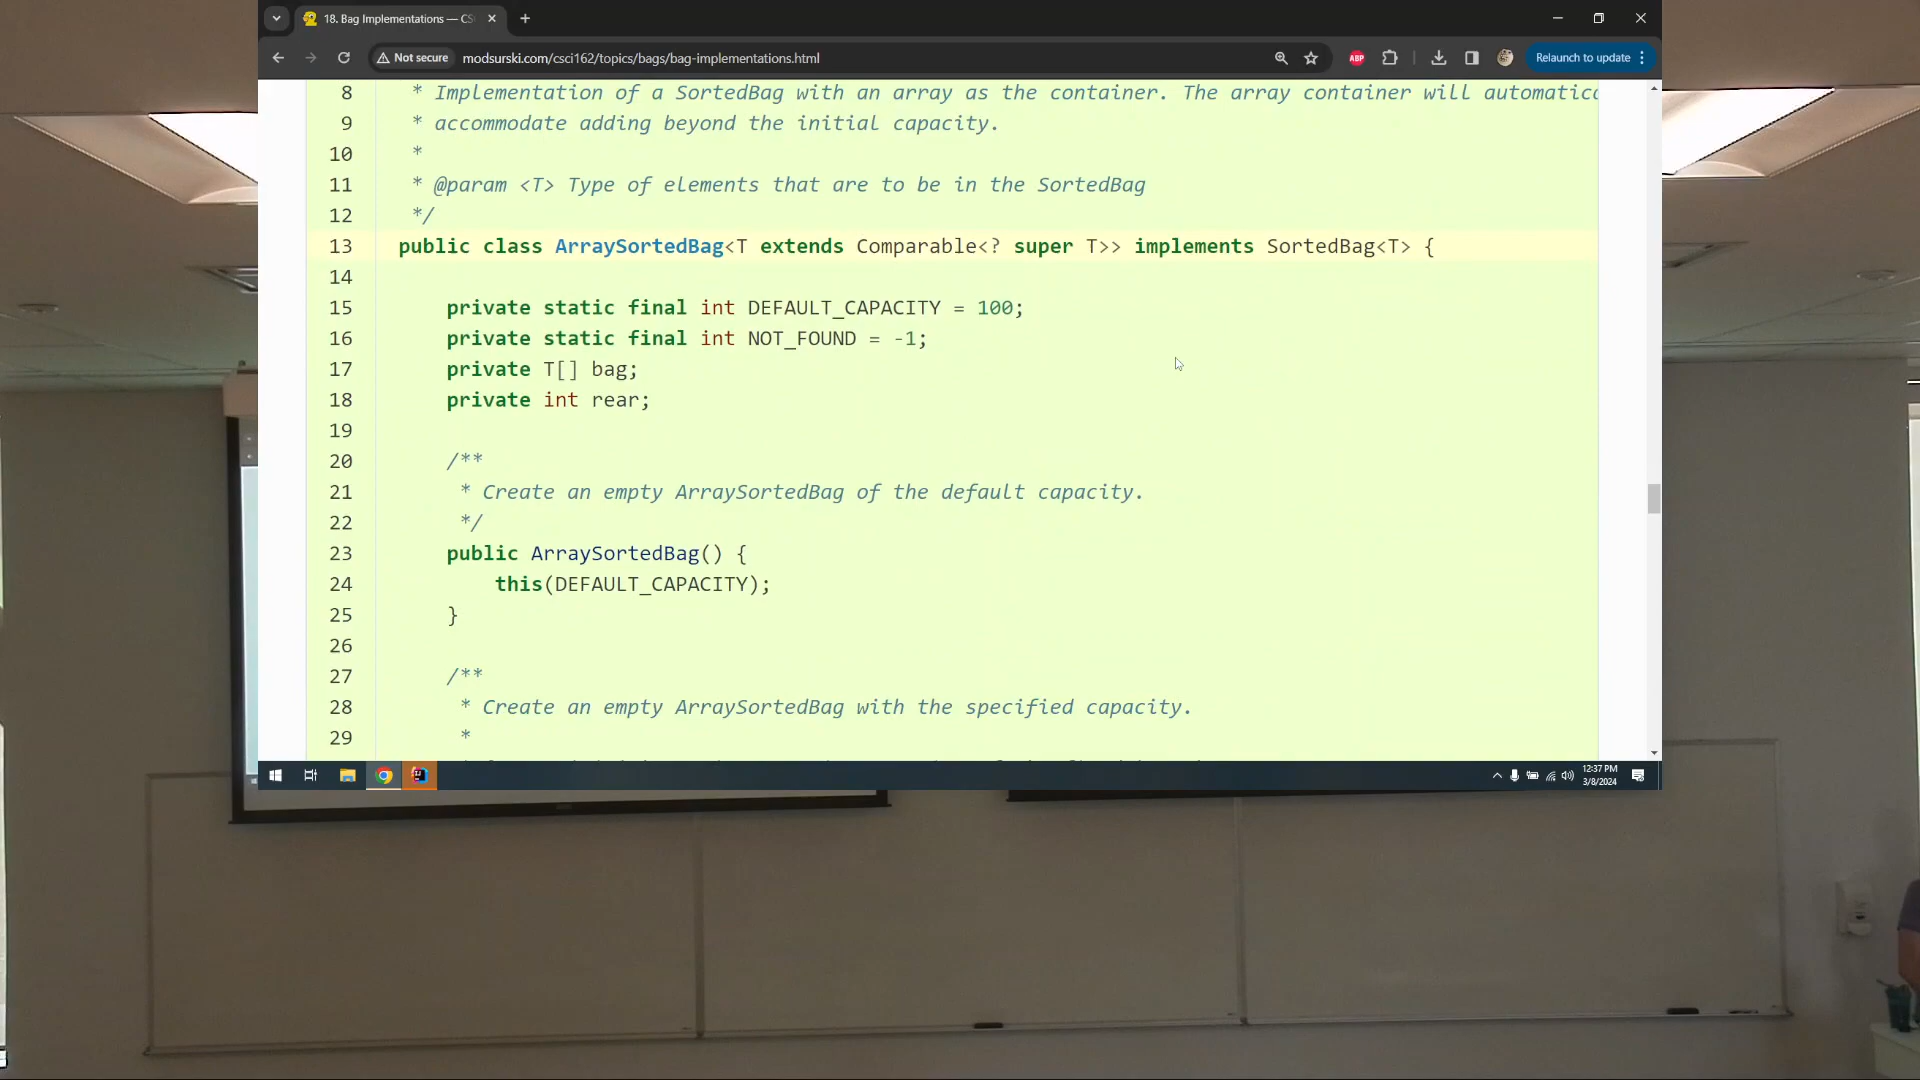 18. Bag Implementations — CS
Not secure modsurski.com/csci162/topics/bags/bag-implementations.html ABP Relaunch to update
8 * Implementation of a SortedBag with an array as the container. The array container will automatic
9 * accommodate adding beyond the initial capacity.
10 *
11 * @param <T> Type of elements that are to be in the SortedBag
12 */
13 public class ArraySortedBag<T extends Comparable<? super T>> implements SortedBag<T> {
14
15 private static final int DEFAULT_CAPACITY = 100;
16 private static final int NOT_FOUND = -1;
17 private T[] bag;
18 private int rear;
19
20 /**
21 * Create an empty ArraySortedBag of the default capacity.
22 */
23 public ArraySortedBag() {
24 this(DEFAULT_CAPACITY);
25 }
26
27 /**
28 * Create an empty ArraySortedBag with the specified capacity.
29 *
12:37 PM
3/8/2024